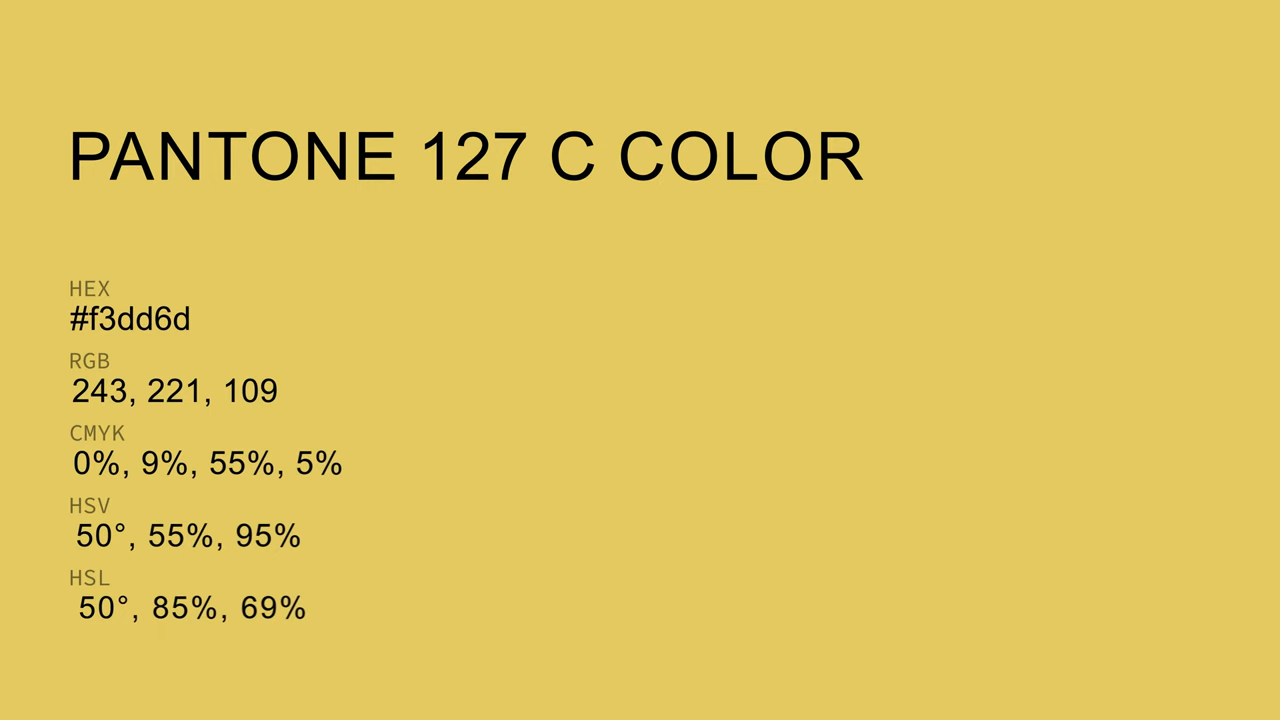 PANTONE 127 C COLOR
HEX
#f3dd6d
RGB
243, 221, 109
CMYK
0%, 9%, 55%, 5%
HSV
50°, 55%, 95%
HSL
50°, 85%, 69%